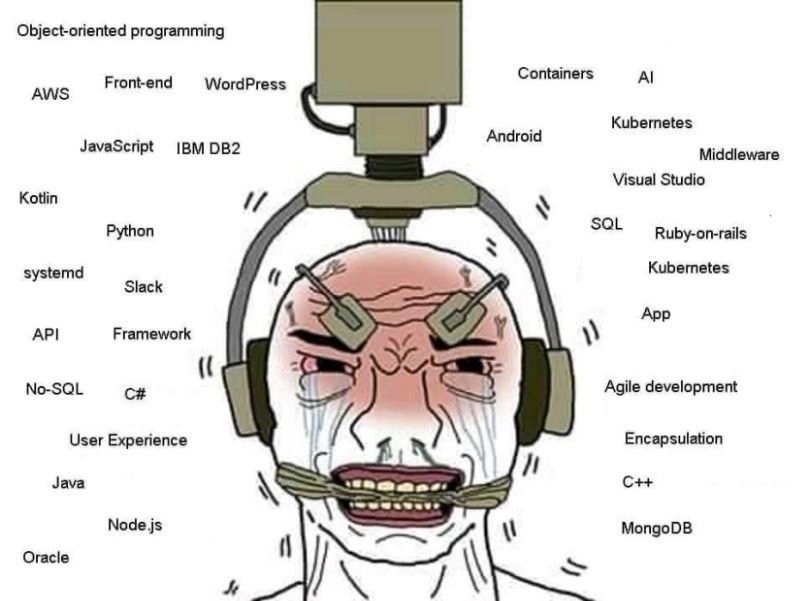 Object-oriented programming
AWS
Front-end
WordPress
JavaScript
IBM DB2
Kotlin
Python
systemd
Slack
API
Framework
No-SQL
C#
User Experience
Java
Node.js
Oracle
Containers
AI
Android
Kubernetes
Middleware
Visual Studio
SQL
Ruby-on-rails
Kubernetes
App
Agile development
Encapsulation
C++
MongoDB